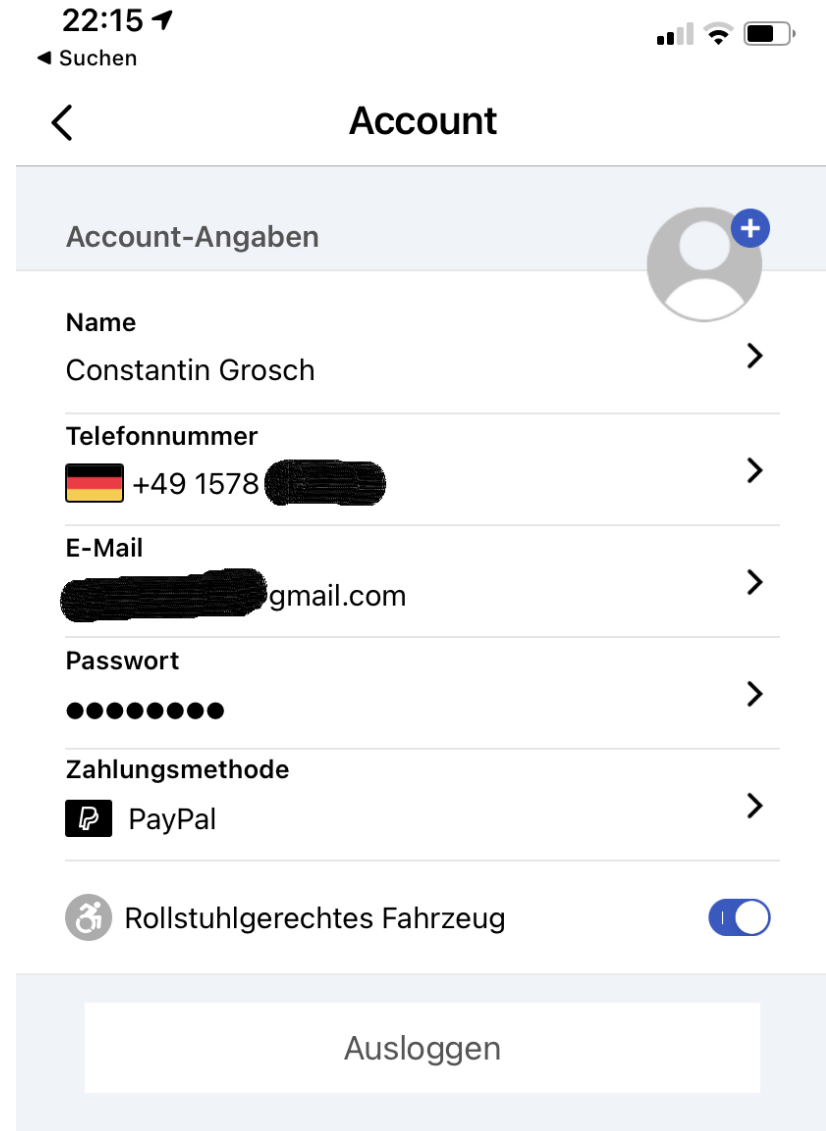 22:15
Suchen
Account
Account-Angaben
Name
Constantin Grosch
Telefonnummer
+49 1578
E-Mail
gmail.com
Passwort
●●●●●●●●
Zahlungsmethode
PayPal
Rollstuhlgerechtes Fahrzeug
Ausloggen